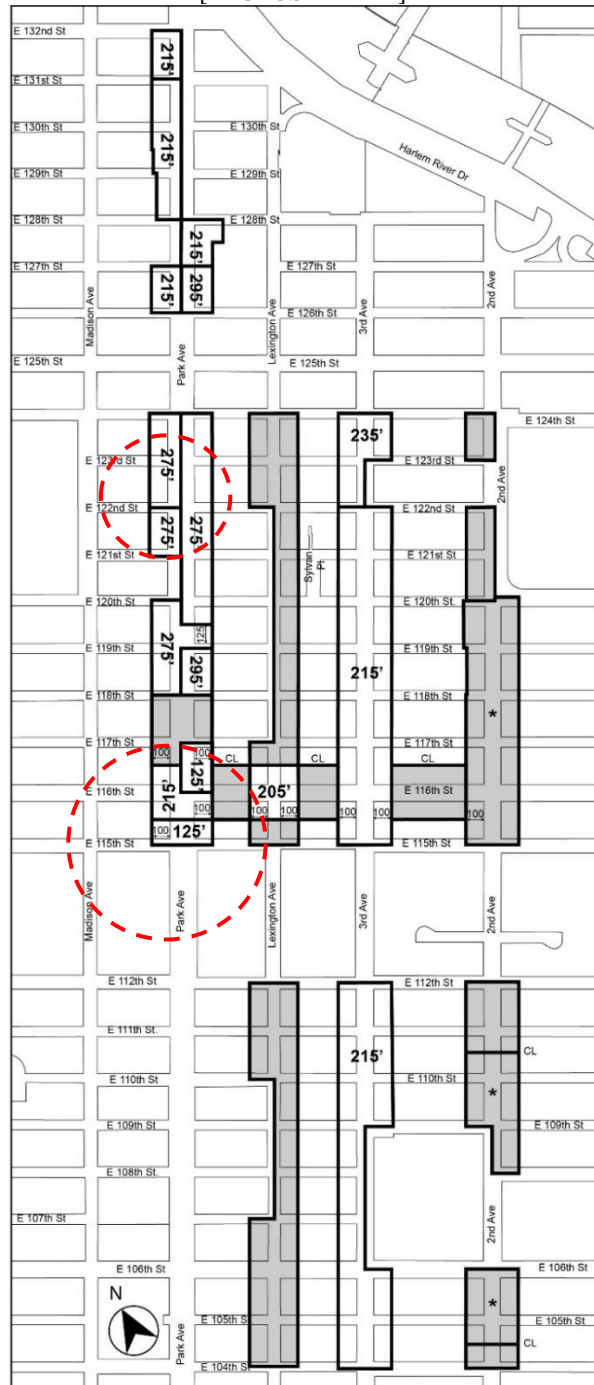 E 132nd St
215'
E 131st St
E 130th St
E 130th St
215'
Harlem River Dr
E 129th St
E 129th St
E 128th St
E 128th St
215'
E 127th St
E 127th St
215'
295'
Madison Ave
Park Ave
Lexington Ave
3rd Ave
2nd Ave
E 126th St
E 125th St
E 125th St
E 124th St
235'
E 123rd St
275'
E 123rd St
2nd Ave
E 122nd St
275'
275'
E 122nd St
E 121st St
E 121st St
Sylvan Pl
E 120th St
E 120th St.
125
E 119th St
275'
295'
215'
E 119th St
E 118th St
E 118th St
*
E 117th St
E 117th St
100
100
CL
CL
CL
125'
E 116th St
215'
205'
E 116th St
100
100
100
100
100
100
E 115th St
100
125'
E 115th St
Madison Ave
Park Ave
Lexington Ave
3rd Ave
2nd Ave
E 112th St
E 112th St
E 111th St.
215'
CL
E 110th St
E 110th St
*
E 109th St
E 109th St
E 108th St.
E 107th St
2nd Ave
E 106th St
E 106th St
N
*
E 105th St
E 105th St
Park Ave
CL
E 104th St